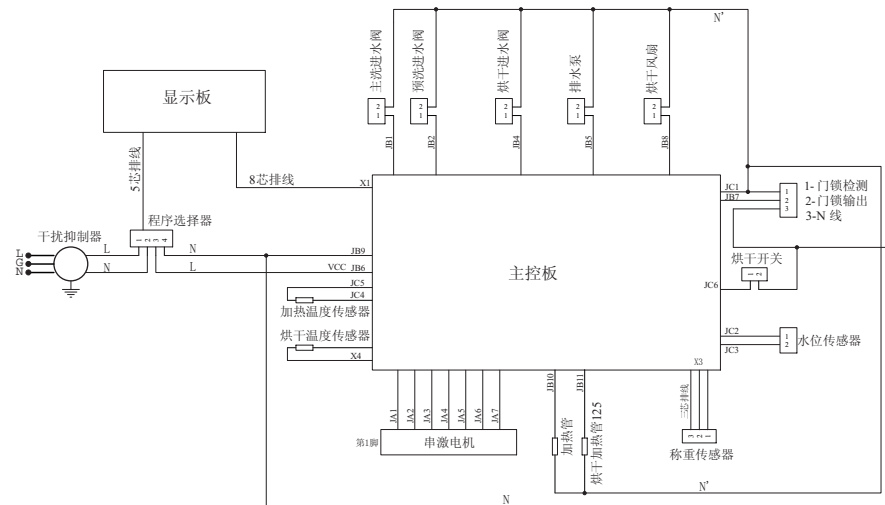 N'
主洗进水阀
预洗进水阀
烘干进水阀
排水泵
烘干风扇
2 1
2 1
2 1
2 1
2 1
JB1
JB2
JB4
JB5
JB8
显示板
5芯排线
8芯排线
X1
JC1
JB7
1
2
3
1- 门锁检测
2-门锁输出
3-N 线
程序选择器
1 2 3 4
干扰抑制器
L
G
N
L
N
N
L
JB9
VCC JB6
JC5
JC4
加热温度传感器
烘干温度传感器
X4
主控板
烘干开关
1 2
JC6
JC2
JC3
1
2
水位传感器
X3
三芯排线
3 2 1
称重传感器
JA1
JA2
JA3
JA4
JA5
JA6
JA7
第1脚
串激电机
JB10
JB11
加热管
烘干加热管125
N'
N